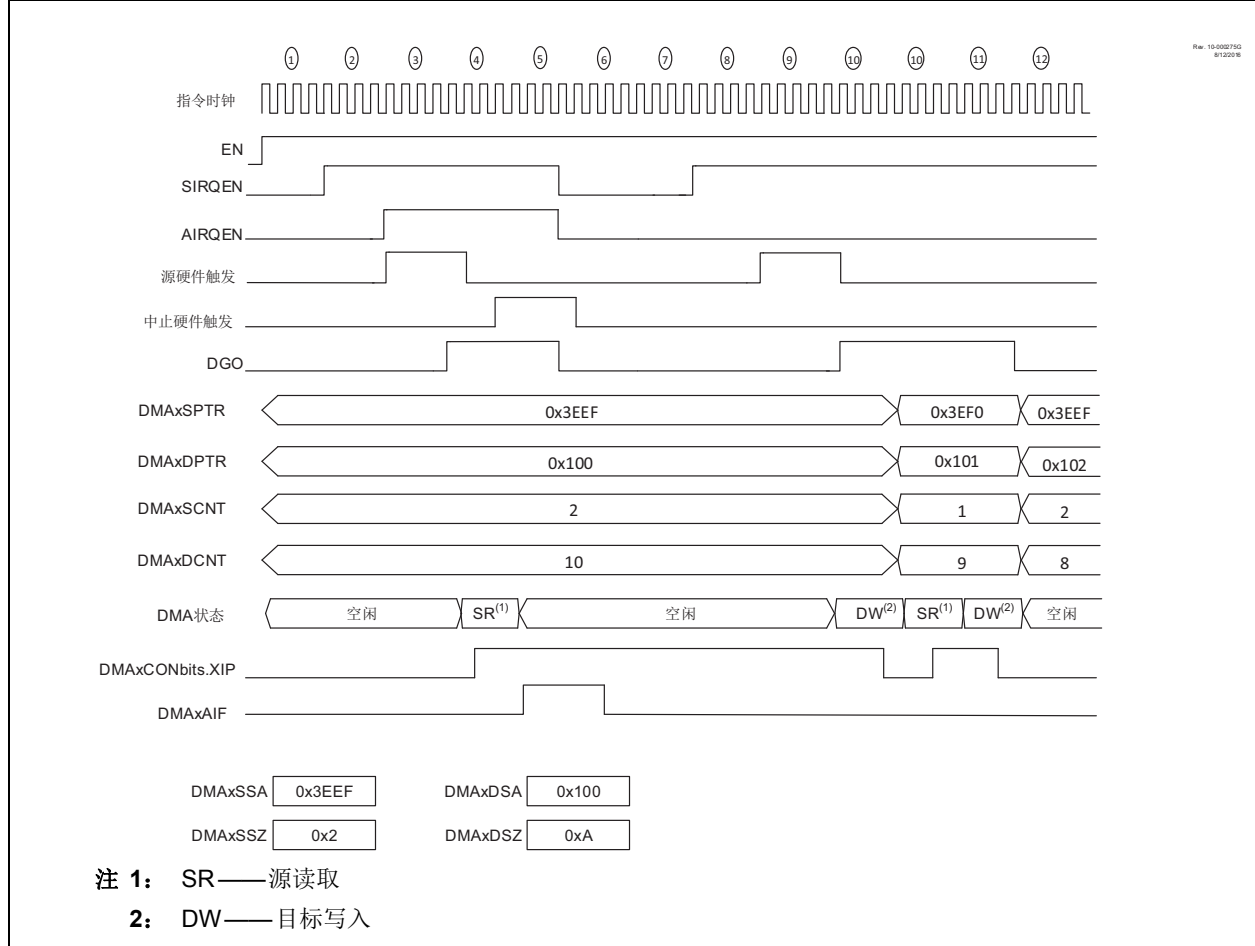 Rev. 10-000275G
8/12/2016
① ② ③ ④ ⑤ ⑥ ⑦ ⑧ ⑨ ⑩ ⑩ ⑪ ⑫
指令时钟
EN
SIRQEN
AIRQEN
源硬件触发
中止硬件触发
DGO
DMAxSPTR 0x3EEF 0x3EF0 0x3EEF
DMAxDPTR 0x100 0x101 0x102
DMAxSCNT 2 1 2
DMAxDCNT 10 9 8
DMA状态 空闲 SR(1) 空闲 DW(2) SR(1) DW(2) 空闲
DMAxCONbits.XIP
DMAxAIF
DMAxSSA 0x3EEF DMAxDSA 0x100
DMAxSSZ 0x2 DMAxDSZ 0xA
注 1： SR——源读取
2： DW——目标写入